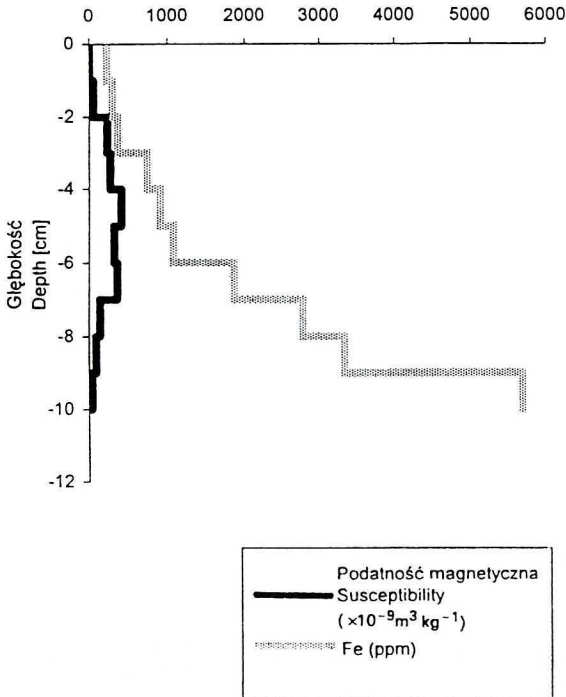 0 1000 2000 3000 4000 5000 6000
0
-2
-4
-6
-8
-10
-12
Głębokość
Depth [cm]
Podatność magnetyczna
Susceptibility
(×10⁻⁹m³ kg⁻¹)
Fe (ppm)